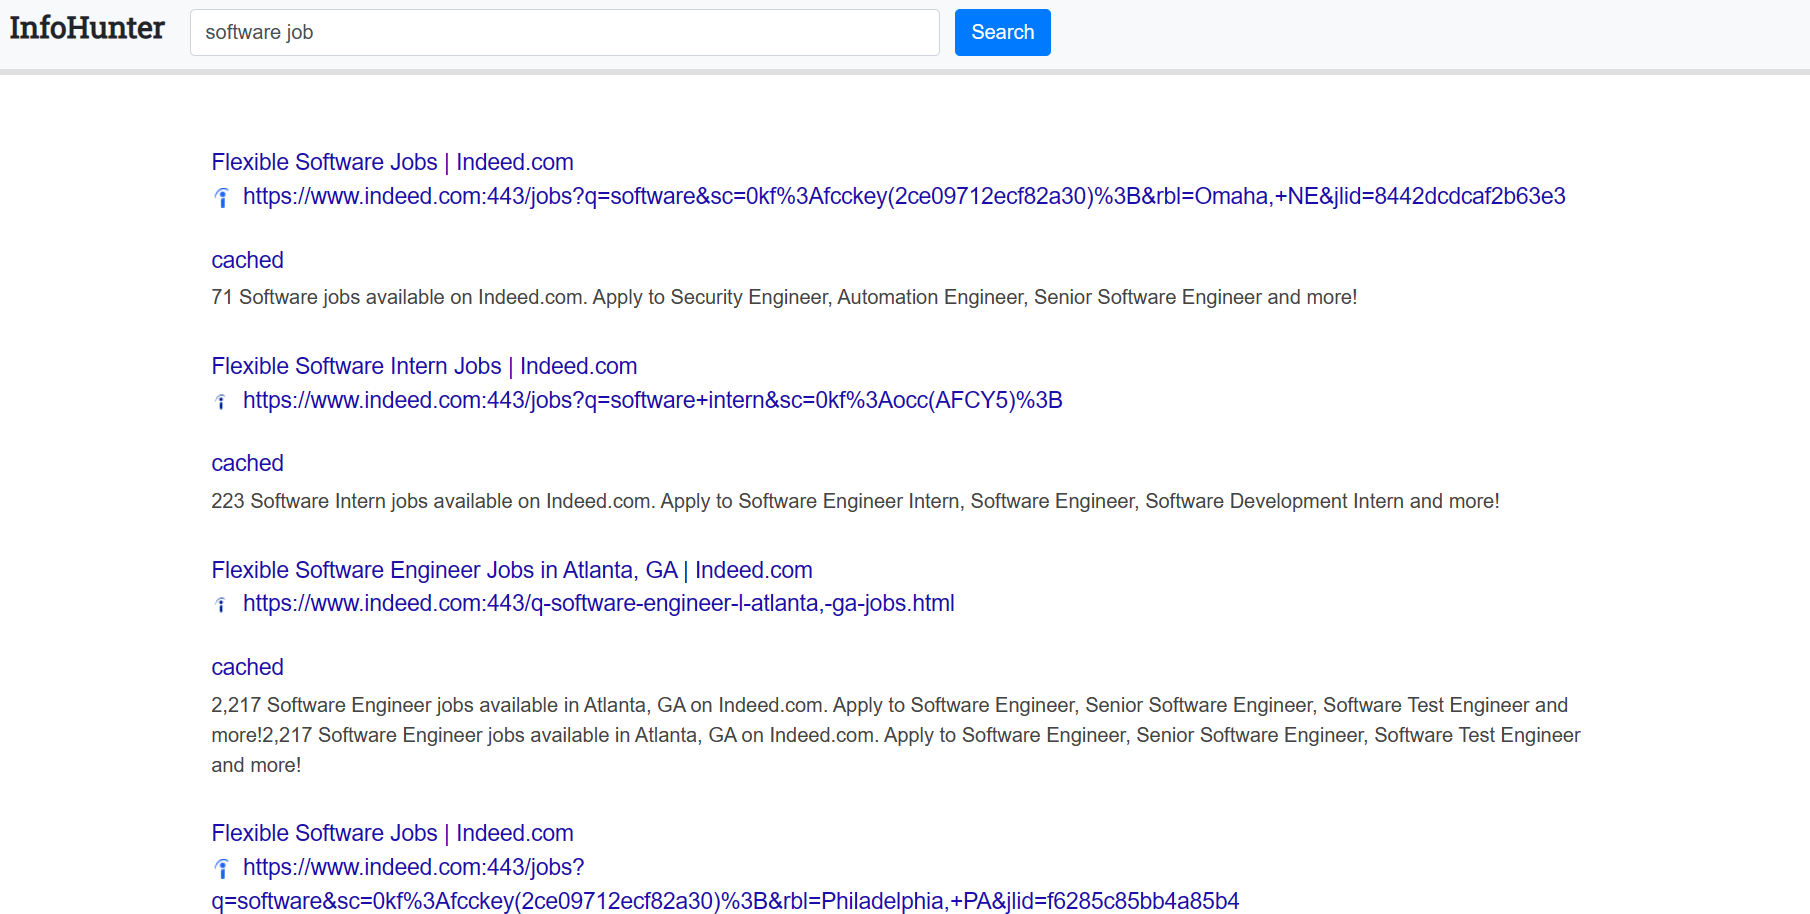 InfoHunter
software job
Search
Flexible Software Jobs | Indeed.com
https://www.indeed.com:443/jobs?q=software&sc=0kf%3Afcckey(2ce09712ecf82a30)%3B&rbl=Omaha,+NE&jlid=8442dcdcaf2b63e3
cached
71 Software jobs available on Indeed.com. Apply to Security Engineer, Automation Engineer, Senior Software Engineer and more!
Flexible Software Intern Jobs | Indeed.com
https://www.indeed.com:443/jobs?q=software+intern&sc=0kf%3Aocc(AFCY5)%3B
cached
223 Software Intern jobs available on Indeed.com. Apply to Software Engineer Intern, Software Engineer, Software Development Intern and more!
Flexible Software Engineer Jobs in Atlanta, GA | Indeed.com
https://www.indeed.com:443/q-software-engineer-l-atlanta,-ga-jobs.html
cached
2,217 Software Engineer jobs available in Atlanta, GA on Indeed.com. Apply to Software Engineer, Senior Software Engineer, Software Test Engineer and
more!2,217 Software Engineer jobs available in Atlanta, GA on Indeed.com. Apply to Software Engineer, Senior Software Engineer, Software Test Engineer
and more!
Flexible Software Jobs | Indeed.com
https://www.indeed.com:443/jobs?
q=software&sc=0kf%3Afcckey(2ce09712ecf82a30)%3B&rbl=Philadelphia,+PA&jlid=f6285c85bb4a85b4